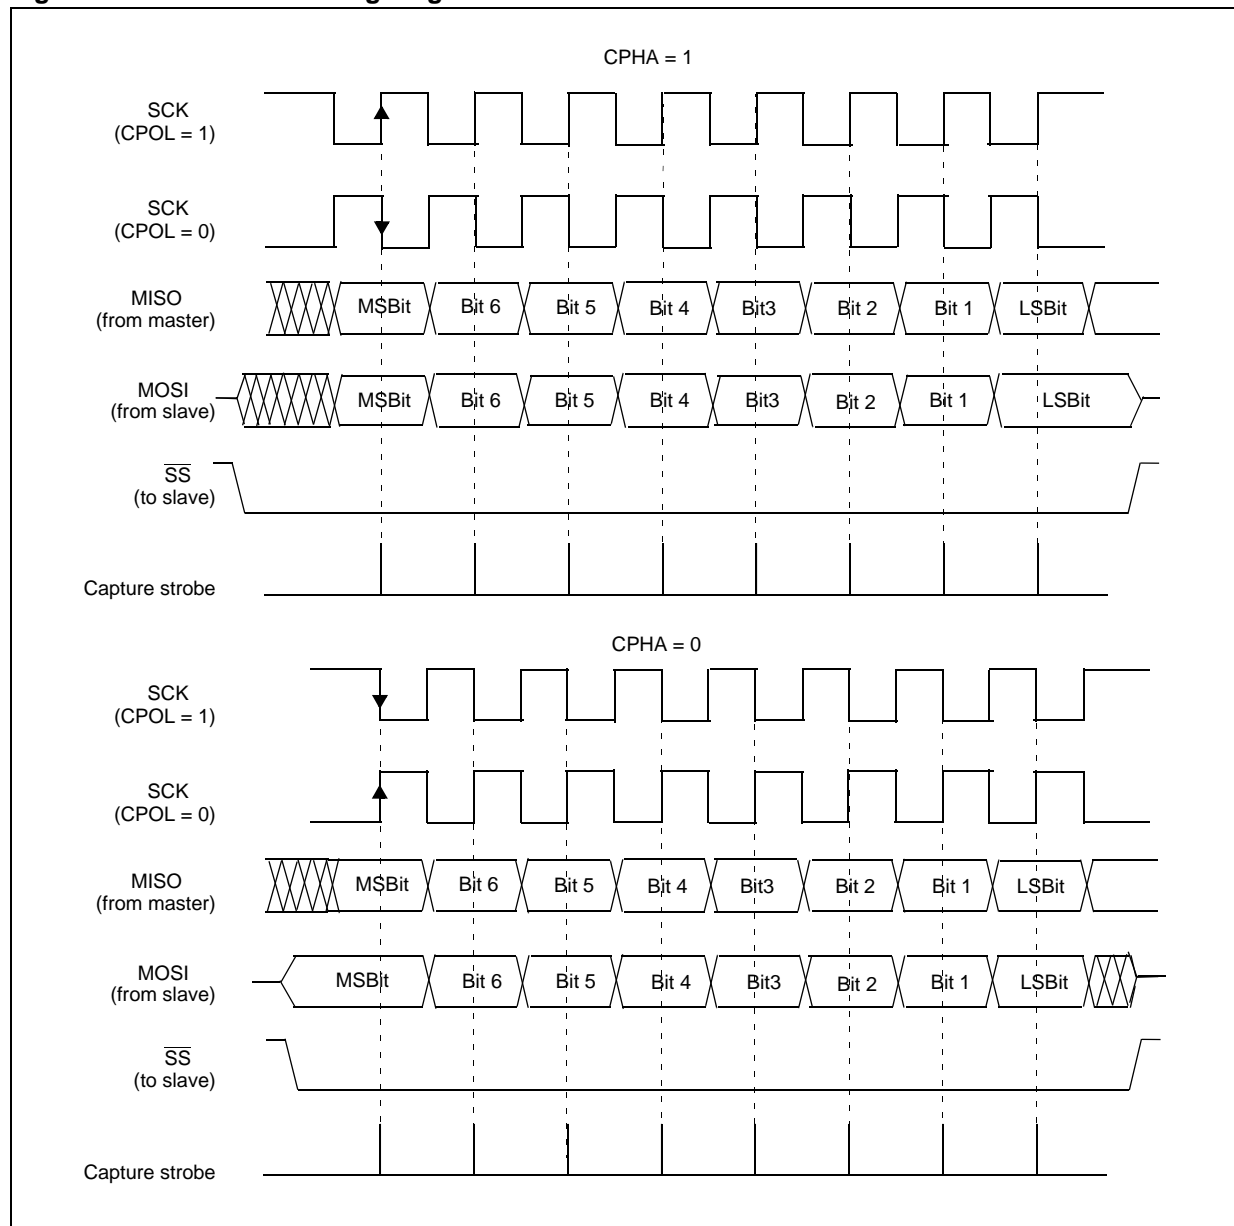 CPHA = 1
SCK
(CPOL = 1)
SCK
(CPOL = 0)
MISO
(from master)
MSBit Bit 6 Bit 5 Bit 4 Bit3 Bit 2 Bit 1 LSBit
MOSI
(from slave)
MSBit Bit 6 Bit 5 Bit 4 Bit3 Bit 2 Bit 1 LSBit
SS
(to slave)
Capture strobe
CPHA = 0
SCK
(CPOL = 1)
SCK
(CPOL = 0)
MISO
(from master)
MSBit Bit 6 Bit 5 Bit 4 Bit3 Bit 2 Bit 1 LSBit
MOSI
(from slave)
MSBit Bit 6 Bit 5 Bit 4 Bit3 Bit 2 Bit 1 LSBit
SS
(to slave)
Capture strobe